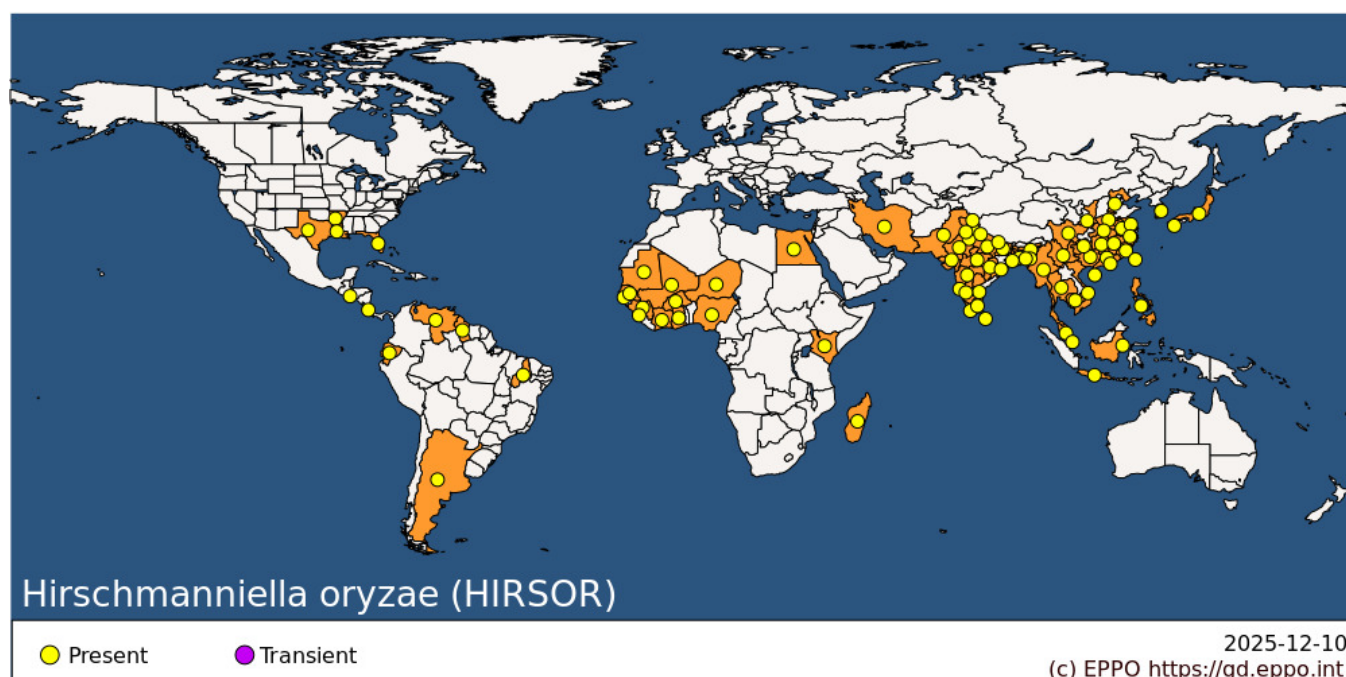 Hirschmanniella oryzae (HIRSOR)
Present
Transient
2025-12-10
(c) EPPO https://gd.eppo.int